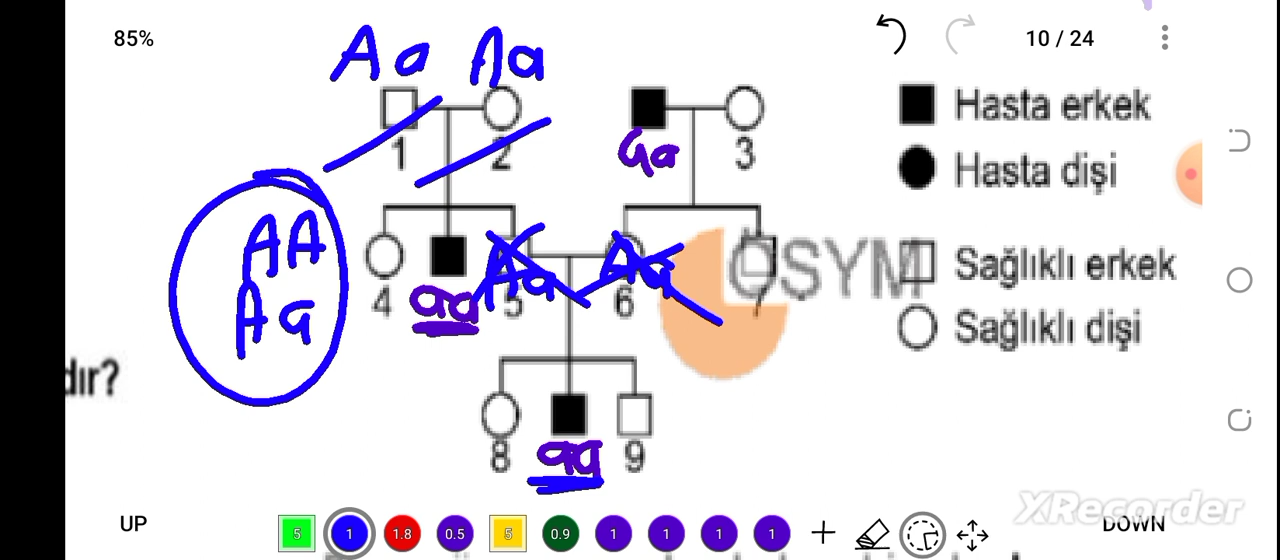 85%
10 / 24
Aa Aa
1 2 3
aa
Hasta erkek
Hasta dişi
AA
Aa
4 aa 5 Aa 6 Aa 7
ÖSYM
Sağlıklı erkek
Sağlıklı dişi
dır?
8 aa 9
XRecorder
UP 5 1 1.8 0.5 5 0.9 1 1 1 1 DOWN